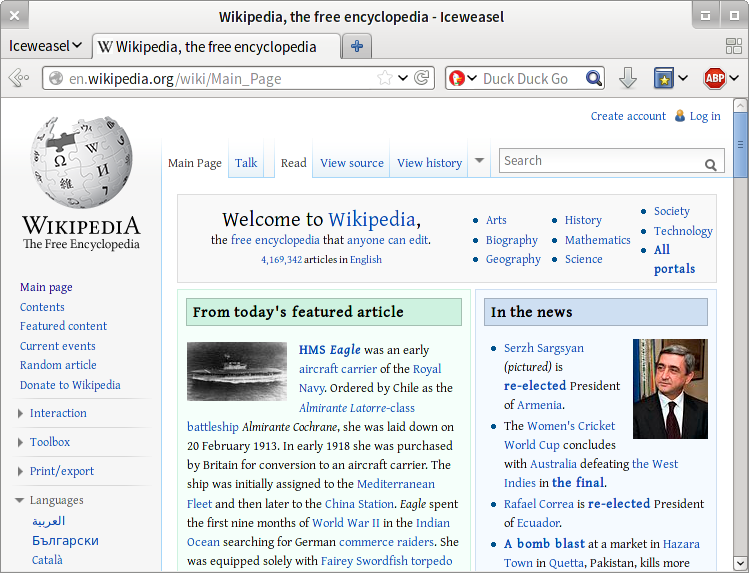 Wikipedia, the free encyclopedia - Iceweasel
Iceweasel
W Wikipedia, the free encyclopedia
en.wikipedia.org/wiki/Main_Page
Duck Duck Go
ABP
Create account Log in
Main Page Talk Read View source View history
Search
Ω W И 維
WIKIPEDIA
The Free Encyclopedia
Main page
Contents
Featured content
Current events
Random article
Donate to Wikipedia
Interaction
Toolbox
Print/export
Languages
العربية
Български
Català
Welcome to Wikipedia,
the free encyclopedia that anyone can edit.
4,169,342 articles in English
Arts
Biography
Geography
History
Mathematics
Science
Society
Technology
All
portals
From today's featured article
HMS Eagle was an early
aircraft carrier of the Royal
Navy. Ordered by Chile as the
Almirante Latorre-class
battleship Almirante Cochrane, she was laid down on
20 February 1913. In early 1918 she was purchased
by Britain for conversion to an aircraft carrier. The
ship was initially assigned to the Mediterranean
Fleet and then later to the China Station. Eagle spent
the first nine months of World War II in the Indian
Ocean searching for German commerce raiders. She
was equipped solely with Fairey Swordfish torpedo
In the news
Serzh Sargsyan
(pictured) is
re-elected President
of Armenia.
The Women's Cricket
World Cup concludes
with Australia defeating the West
Indies in the final.
Rafael Correa is re-elected President
of Ecuador.
A bomb blast at a market in Hazara
Town in Quetta, Pakistan, kills more